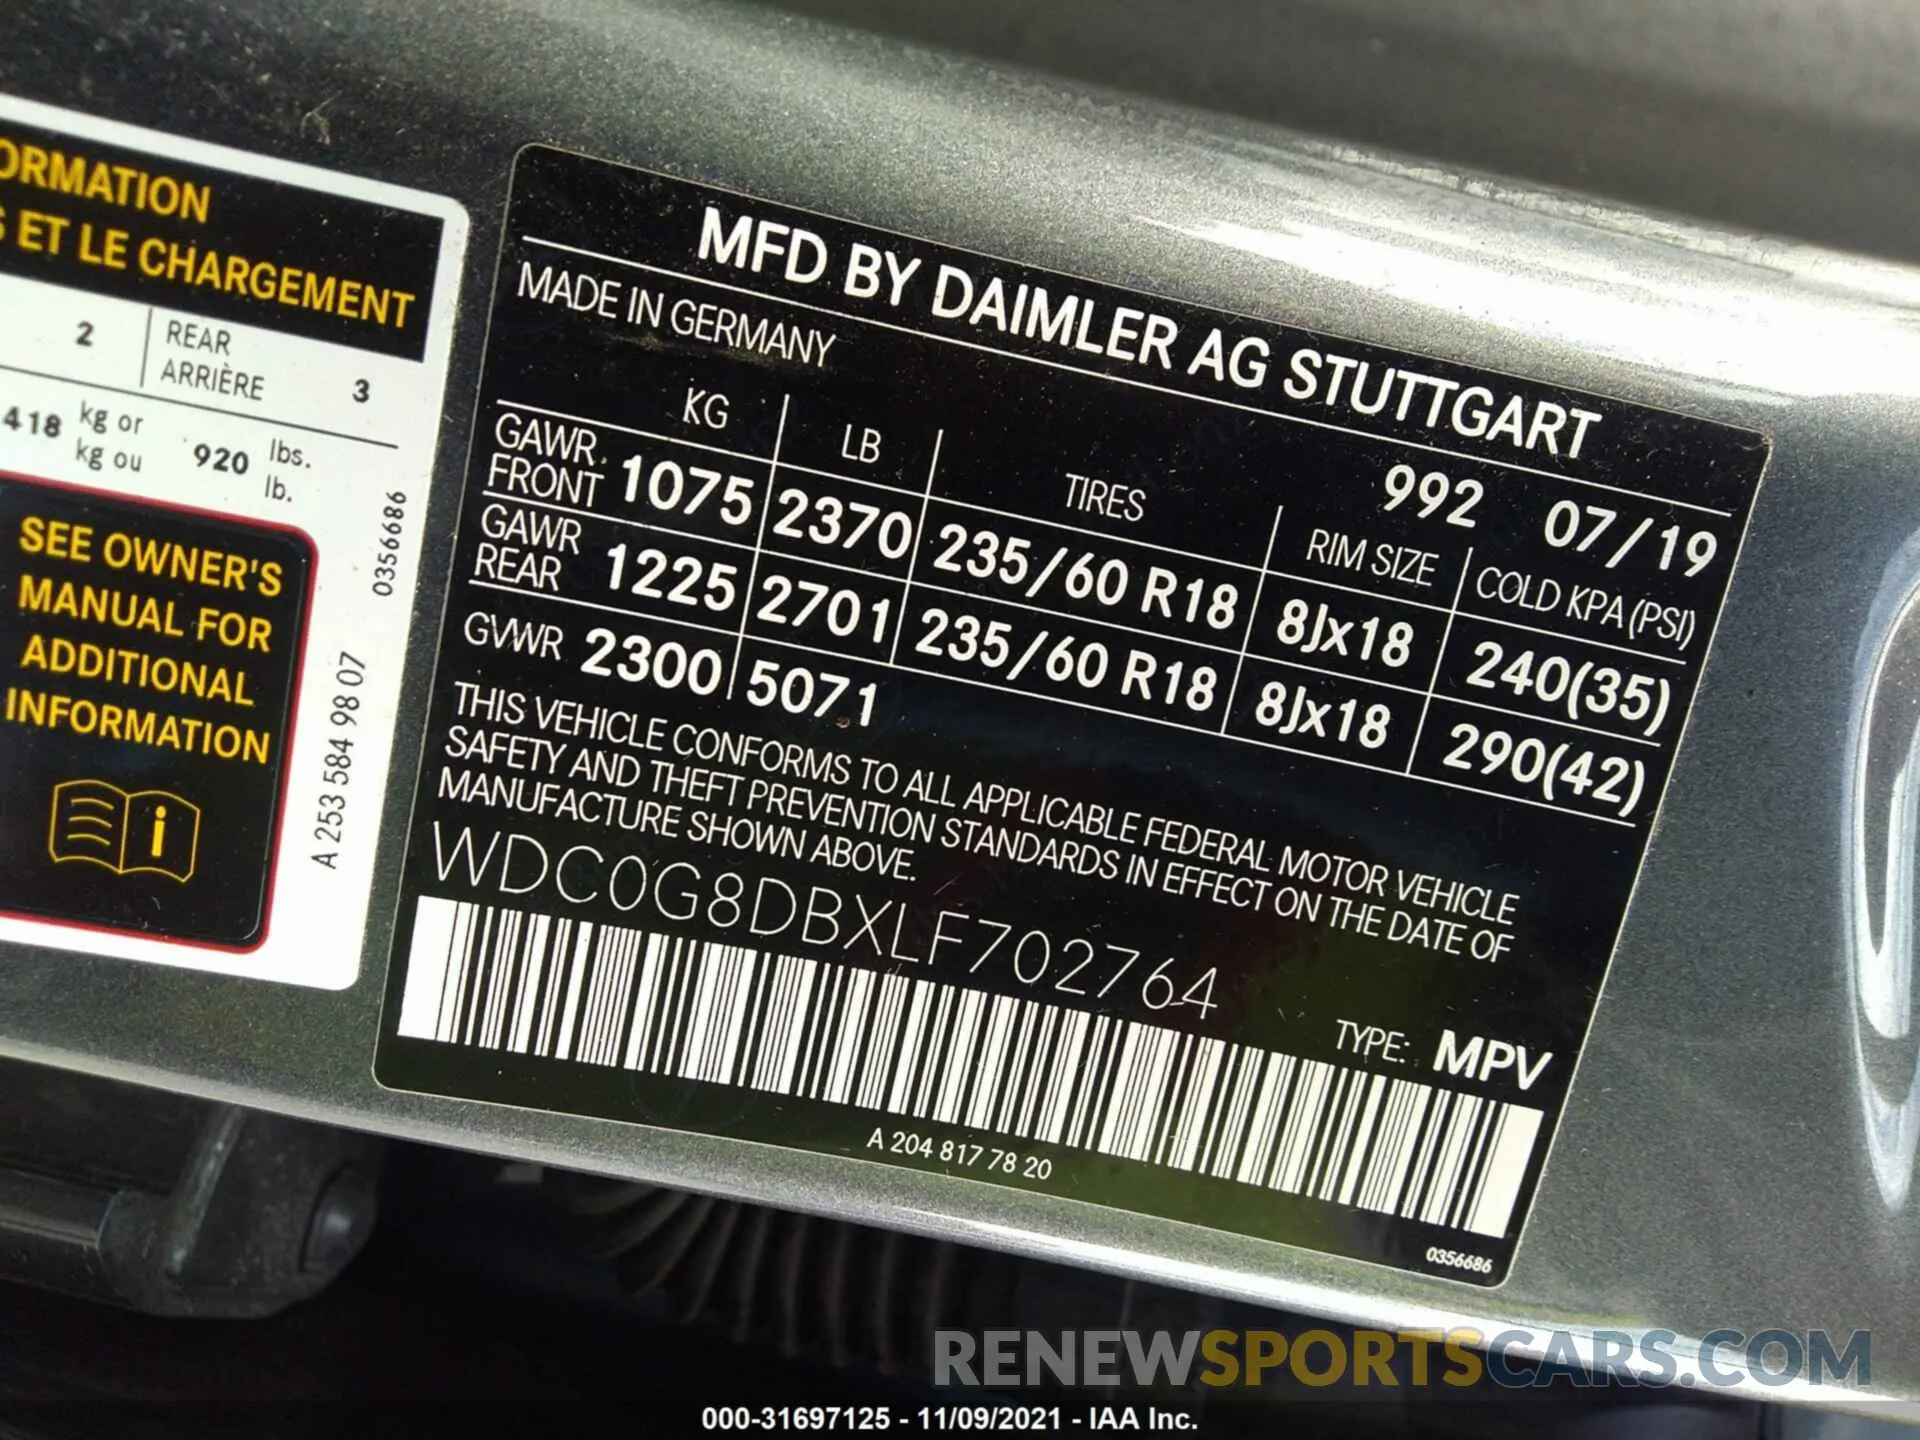 ORMATION
S ET LE CHARGEMENT
2 REAR
ARRIÈRE 3
418 kg or
kg ou 920 lbs.
lb.
SEE OWNER'S
MANUAL FOR
ADDITIONAL
INFORMATION
i
A 253 584 98 07
0356686
MFD BY DAIMLER AG STUTTGART
MADE IN GERMANY
992 07/19
KG LB TIRES RIM SIZE COLD KPA (PSI)
GAWR
FRONT 1075 2370 235/60 R18 8Jx18 240(35)
GAWR
REAR 1225 2701 235/60 R18 8Jx18 290(42)
GVWR 2300 5071
THIS VEHICLE CONFORMS TO ALL APPLICABLE FEDERAL MOTOR VEHICLE
SAFETY AND THEFT PREVENTION STANDARDS IN EFFECT ON THE DATE OF
MANUFACTURE SHOWN ABOVE.
WDC0G8DBXLF702764
TYPE: MPV
A 204 817 78 20
0356686
RENEWSPORTSCARS.COM
000-31697125 - 11/09/2021 - IAA Inc.